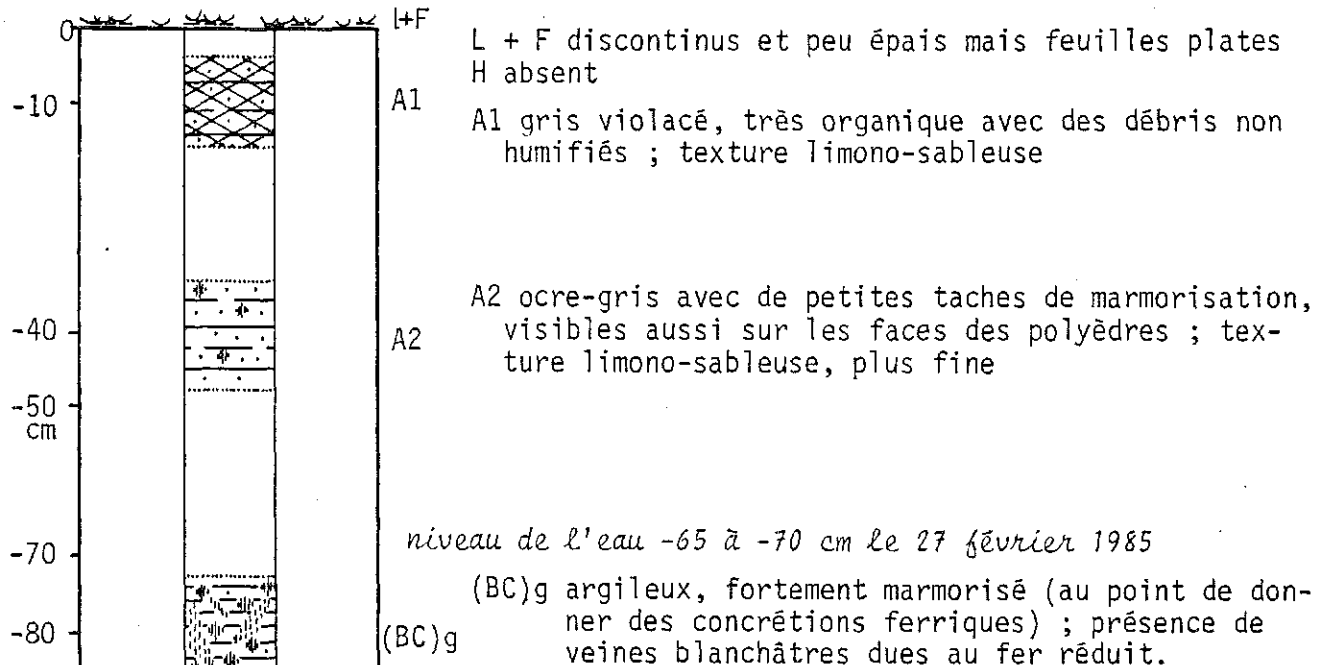 0
L+F
L + F discontinus et peu épais mais feuilles plates
H absent
-10
A1
A1 gris violacé, très organique avec des débris non
humifiés ; texture limono-sableuse
A2 ocre-gris avec de petites taches de marmorisation,
visibles aussi sur les faces des polyèdres ; tex-
ture limono-sableuse, plus fine
-40
A2
-50
cm
niveau de l'eau -65 à -70 cm le 27 février 1985
-70
(BC)g argileux, fortement marmorisé (au point de don-
ner des concrétions ferriques) ; présence de
veines blanchâtres dues au fer réduit.
-80
(BC)g